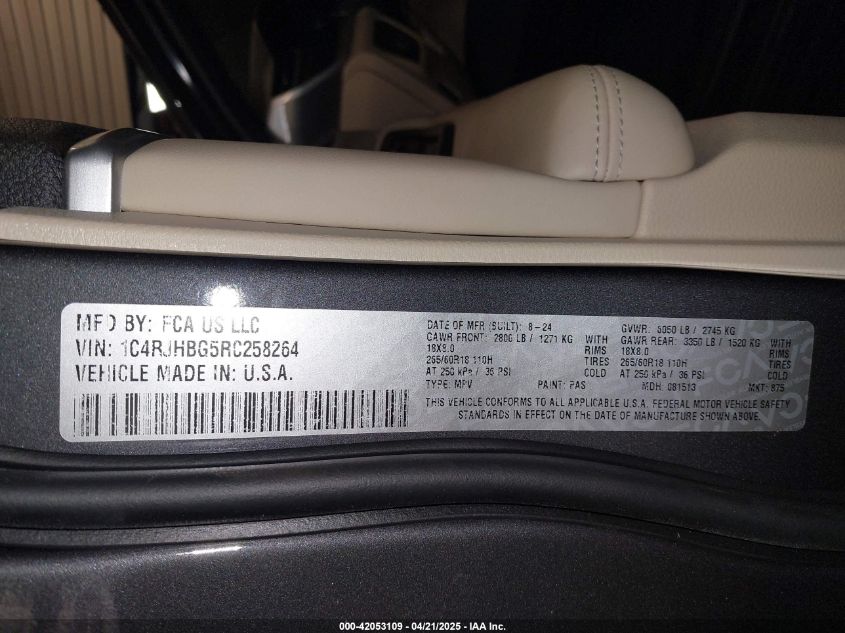 MFD BY: FCA US LLC
VIN: 1C4RJHBG5RC258264
VEHICLE MADE IN: U.S.A.
DATE OF MFR (BUILT): 8-24 GVWR: 6050 LB / 2745 KG
GAWR FRONT: 2800 LB / 1271 KG WITH GAWR REAR: 3350 LB / 1520 KG WITH
18X8.0 TIRES 18X8.0 TIRES
265/60R18 110H 265/60R18 110H
AT 250 kPa / 36 PSI COLD AT 250 kPa / 36 PSI COLD
TYPE: MPV PAINT: PAS MDH: 081513 MKT: 875
THIS VEHICLE CONFORMS TO ALL APPLICABLE U.S.A. FEDERAL MOTOR VEHICLE SAFETY
STANDARDS IN EFFECT ON THE DATE OF MANUFACTURE SHOWN ABOVE.
000-42053109 - 04/21/2025 - IAA Inc.